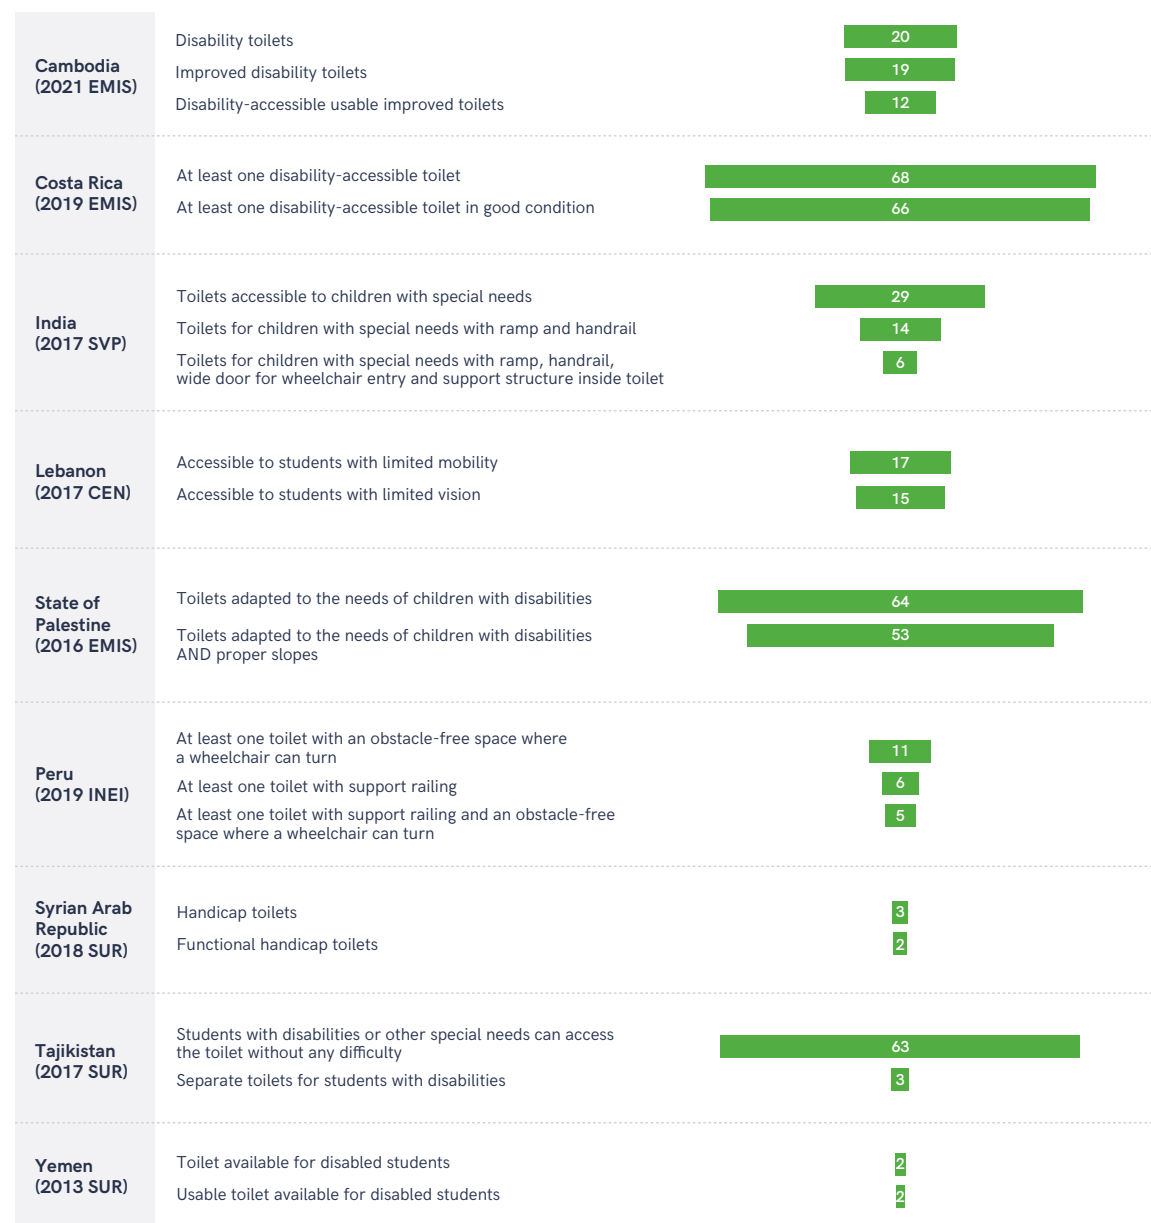 Cambodia
(2021 EMIS)
Disability toilets
20
Improved disability toilets
19
Disability-accessible usable improved toilets
12
Costa Rica
(2019 EMIS)
At least one disability-accessible toilet
68
At least one disability-accessible toilet in good condition
66
India
(2017 SVP)
Toilets accessible to children with special needs
29
Toilets for children with special needs with ramp and handrail
14
Toilets for children with special needs with ramp, handrail,
wide door for wheelchair entry and support structure inside toilet
6
Lebanon
(2017 CEN)
Accessible to students with limited mobility
17
Accessible to students with limited vision
15
State of
Palestine
(2016 EMIS)
Toilets adapted to the needs of children with disabilities
64
Toilets adapted to the needs of children with disabilities
AND proper slopes
53
Peru
(2019 INEI)
At least one toilet with an obstacle-free space where
a wheelchair can turn
11
At least one toilet with support railing
6
At least one toilet with support railing and an obstacle-free
space where a wheelchair can turn
5
Syrian Arab
Republic
(2018 SUR)
Handicap toilets
3
Functional handicap toilets
2
Tajikistan
(2017 SUR)
Students with disabilities or other special needs can access
the toilet without any difficulty
63
Separate toilets for students with disabilities
3
Yemen
(2013 SUR)
Toilet available for disabled students
2
Usable toilet available for disabled students
2